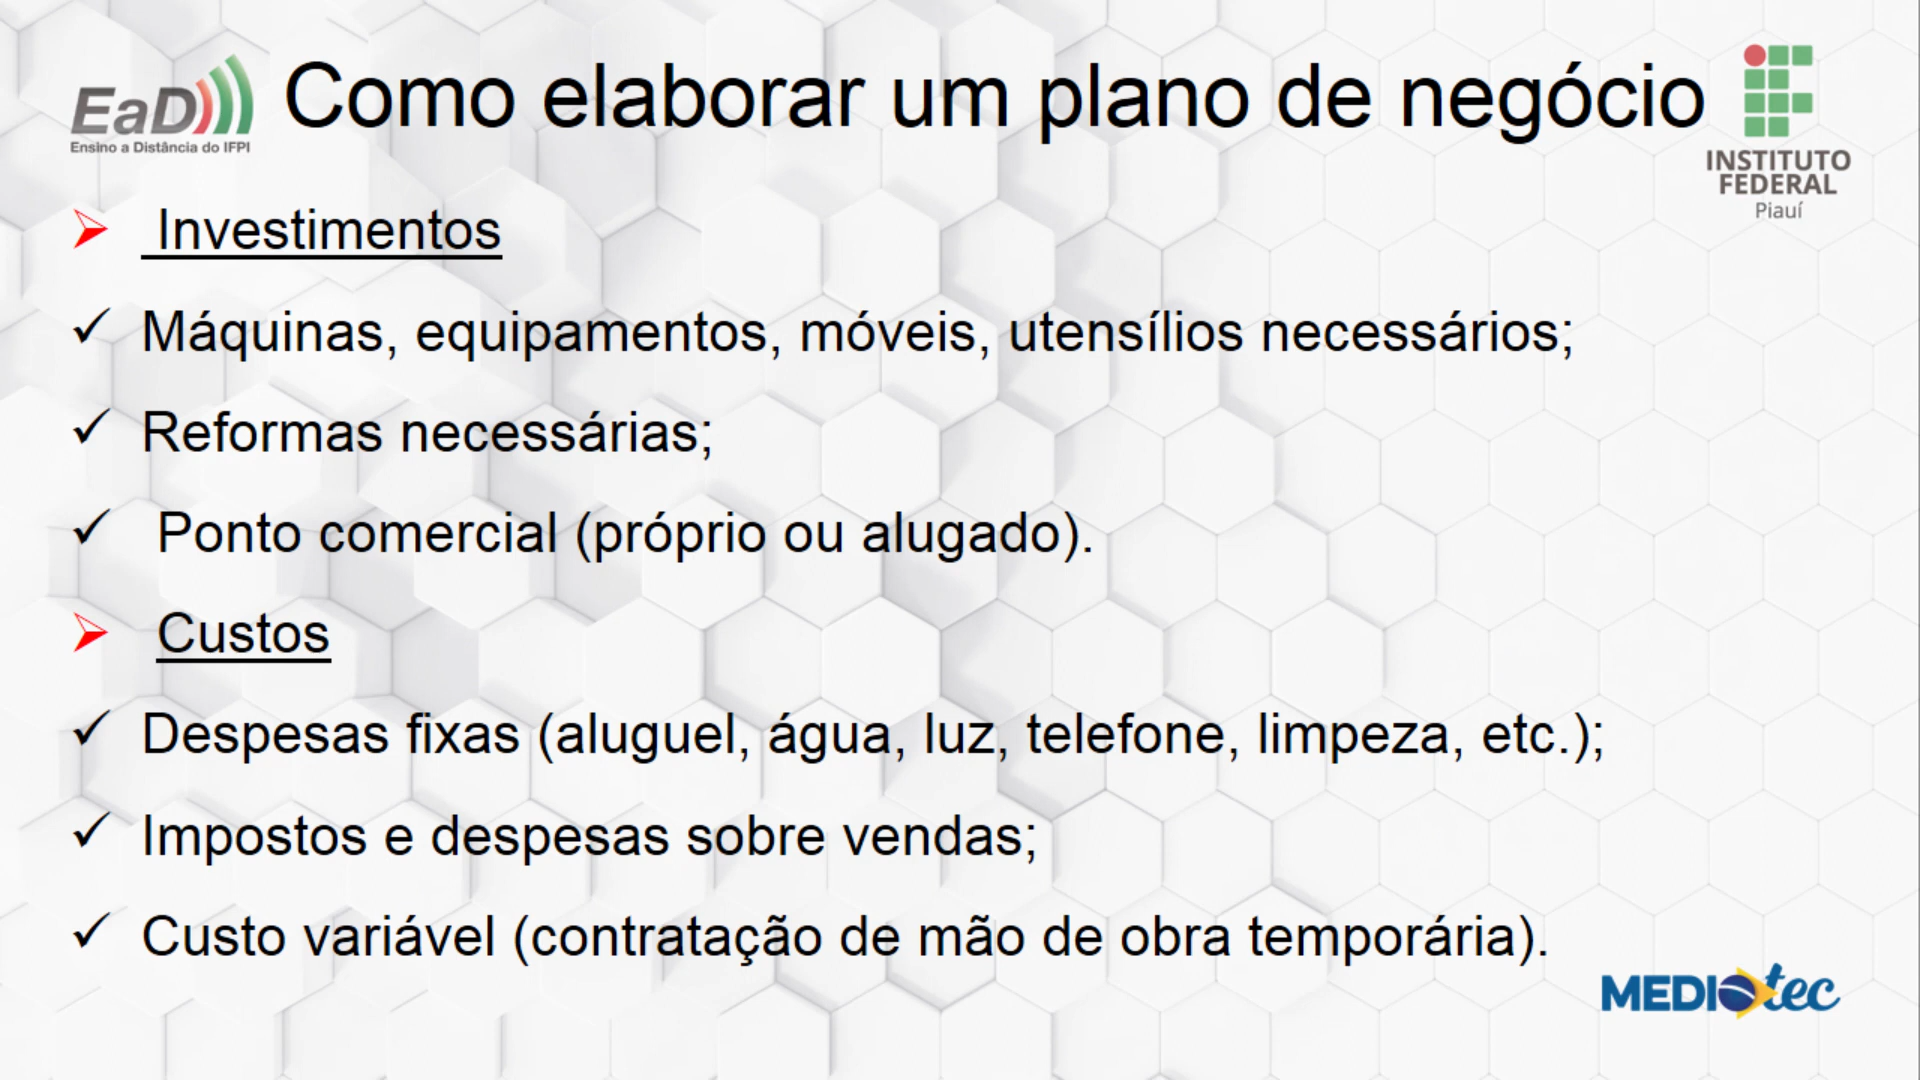 EaD
Ensino a Distância do IFPI
Como elaborar um plano de negócio
INSTITUTO
FEDERAL
Piauí
Investimentos
Máquinas, equipamentos, móveis, utensílios necessários;
Reformas necessárias;
Ponto comercial (próprio ou alugado).
Custos
Despesas fixas (aluguel, água, luz, telefone, limpeza, etc.);
Impostos e despesas sobre vendas;
Custo variável (contratação de mão de obra temporária).
MEDIOtec